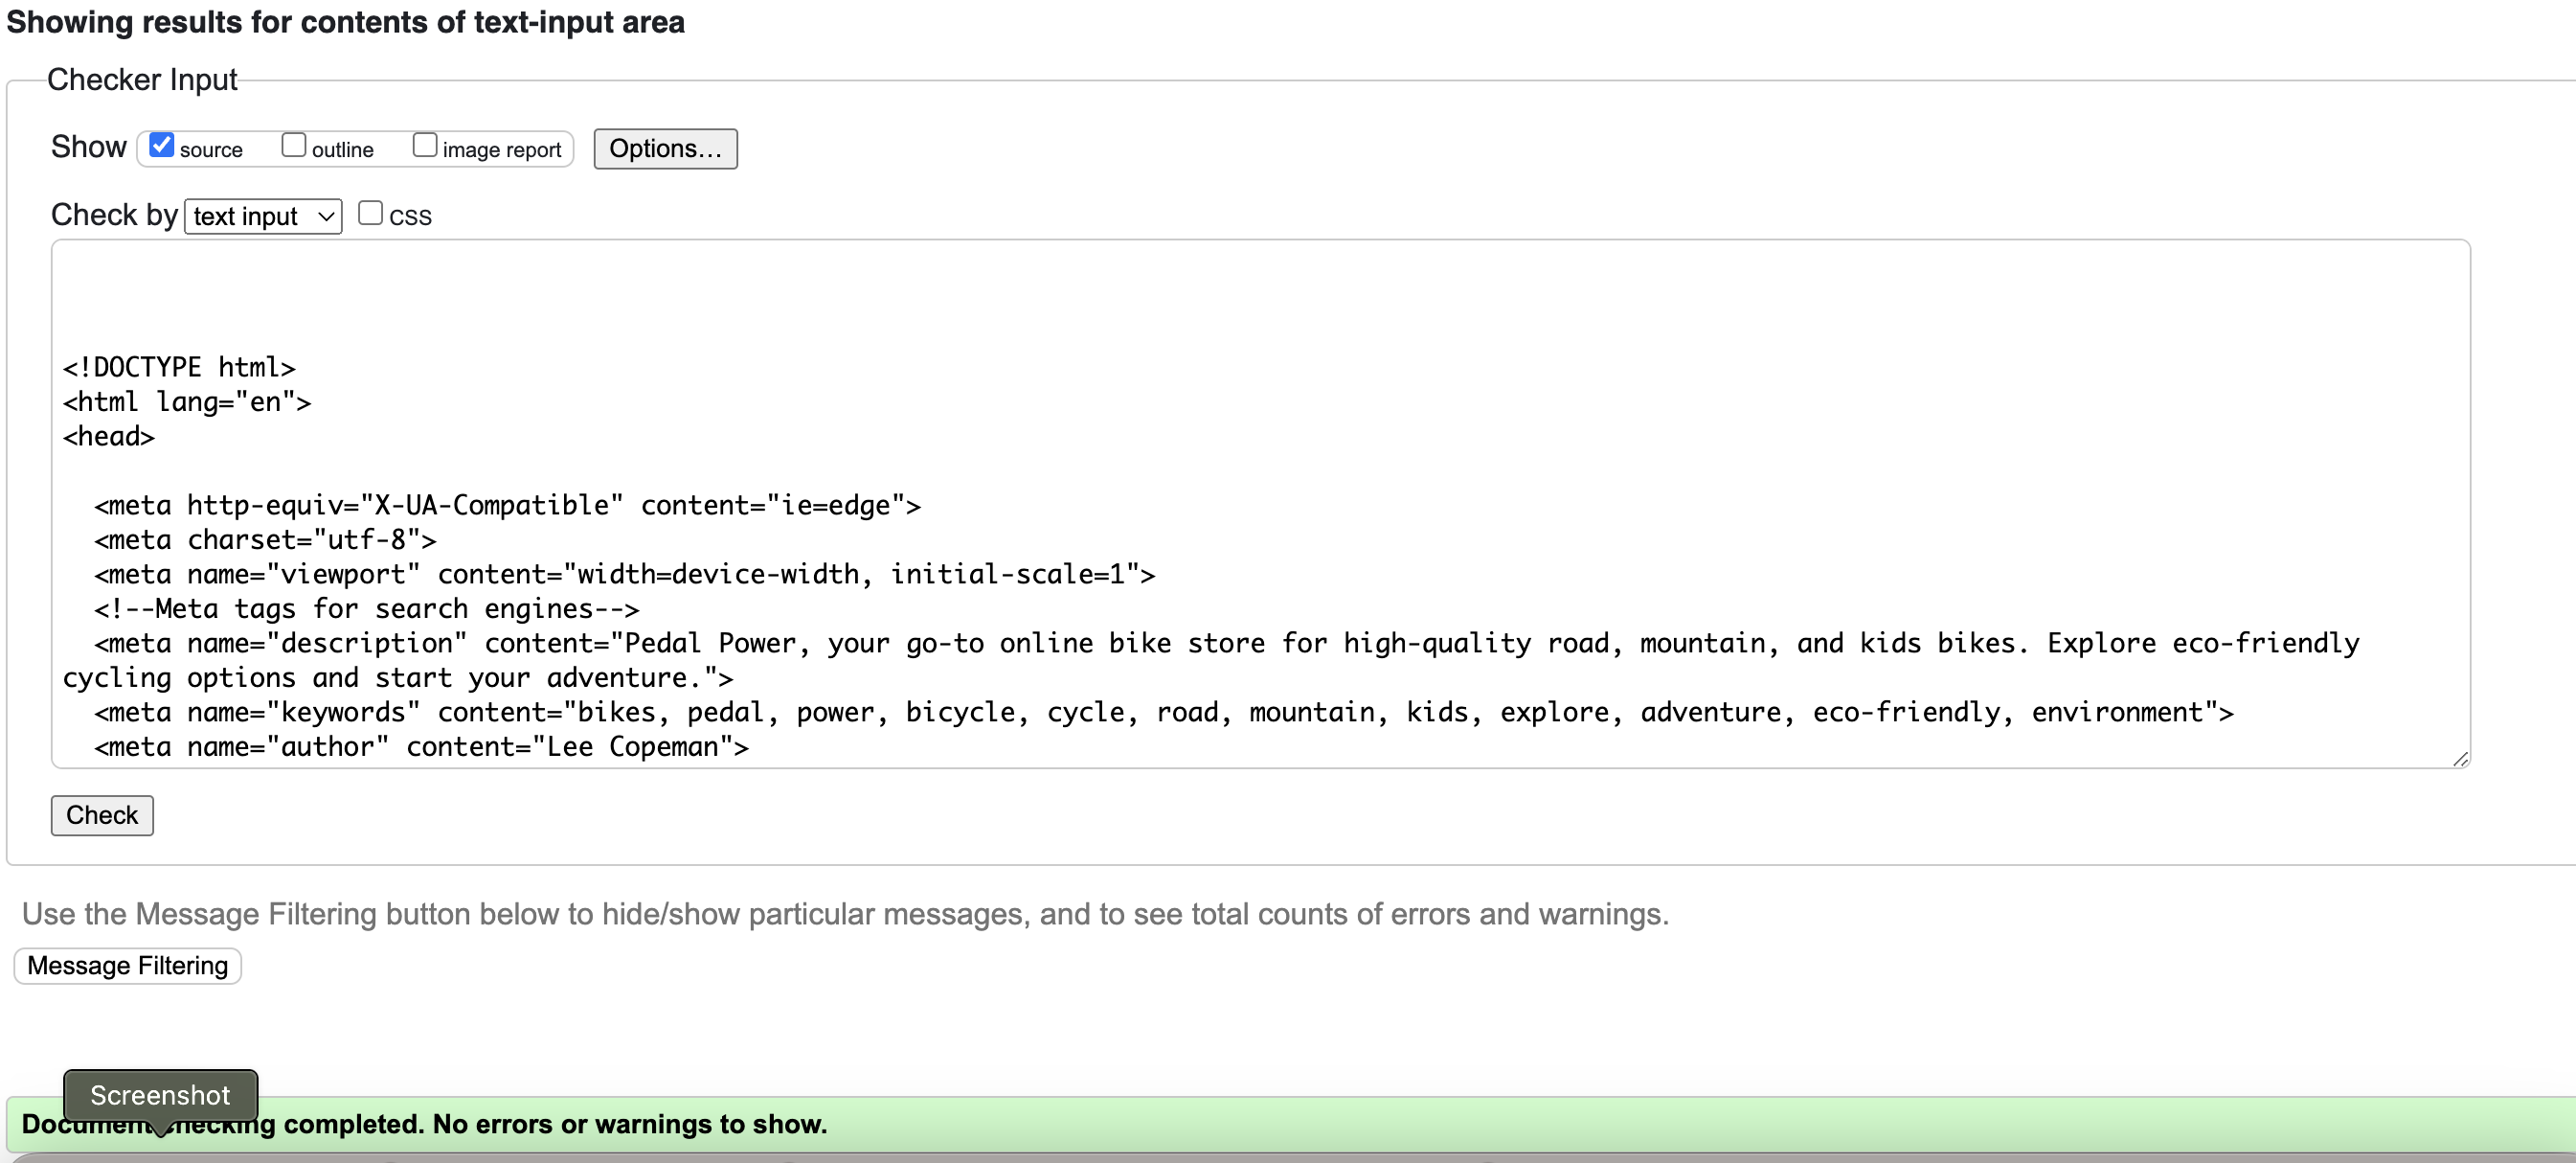 Showing results for contents of text-input area
Checker Input
Show source outline image report Options...
Check by text input css
<!DOCTYPE html>
<html lang="en">
<head>
<meta http-equiv="X-UA-Compatible" content="ie=edge">
<meta charset="utf-8">
<meta name="viewport" content="width=device-width, initial-scale=1">
<!--Meta tags for search engines-->
<meta name="description" content="Pedal Power, your go-to online bike store for high-quality road, mountain, and kids bikes. Explore eco-friendly
cycling options and start your adventure.">
<meta name="keywords" content="bikes, pedal, power, bicycle, cycle, road, mountain, kids, explore, adventure, eco-friendly, environment">
<meta name="author" content="Lee Copeman">
Check
Use the Message Filtering button below to hide/show particular messages, and to see total counts of errors and warnings.
Message Filtering
Screenshot
Document checking completed. No errors or warnings to show.